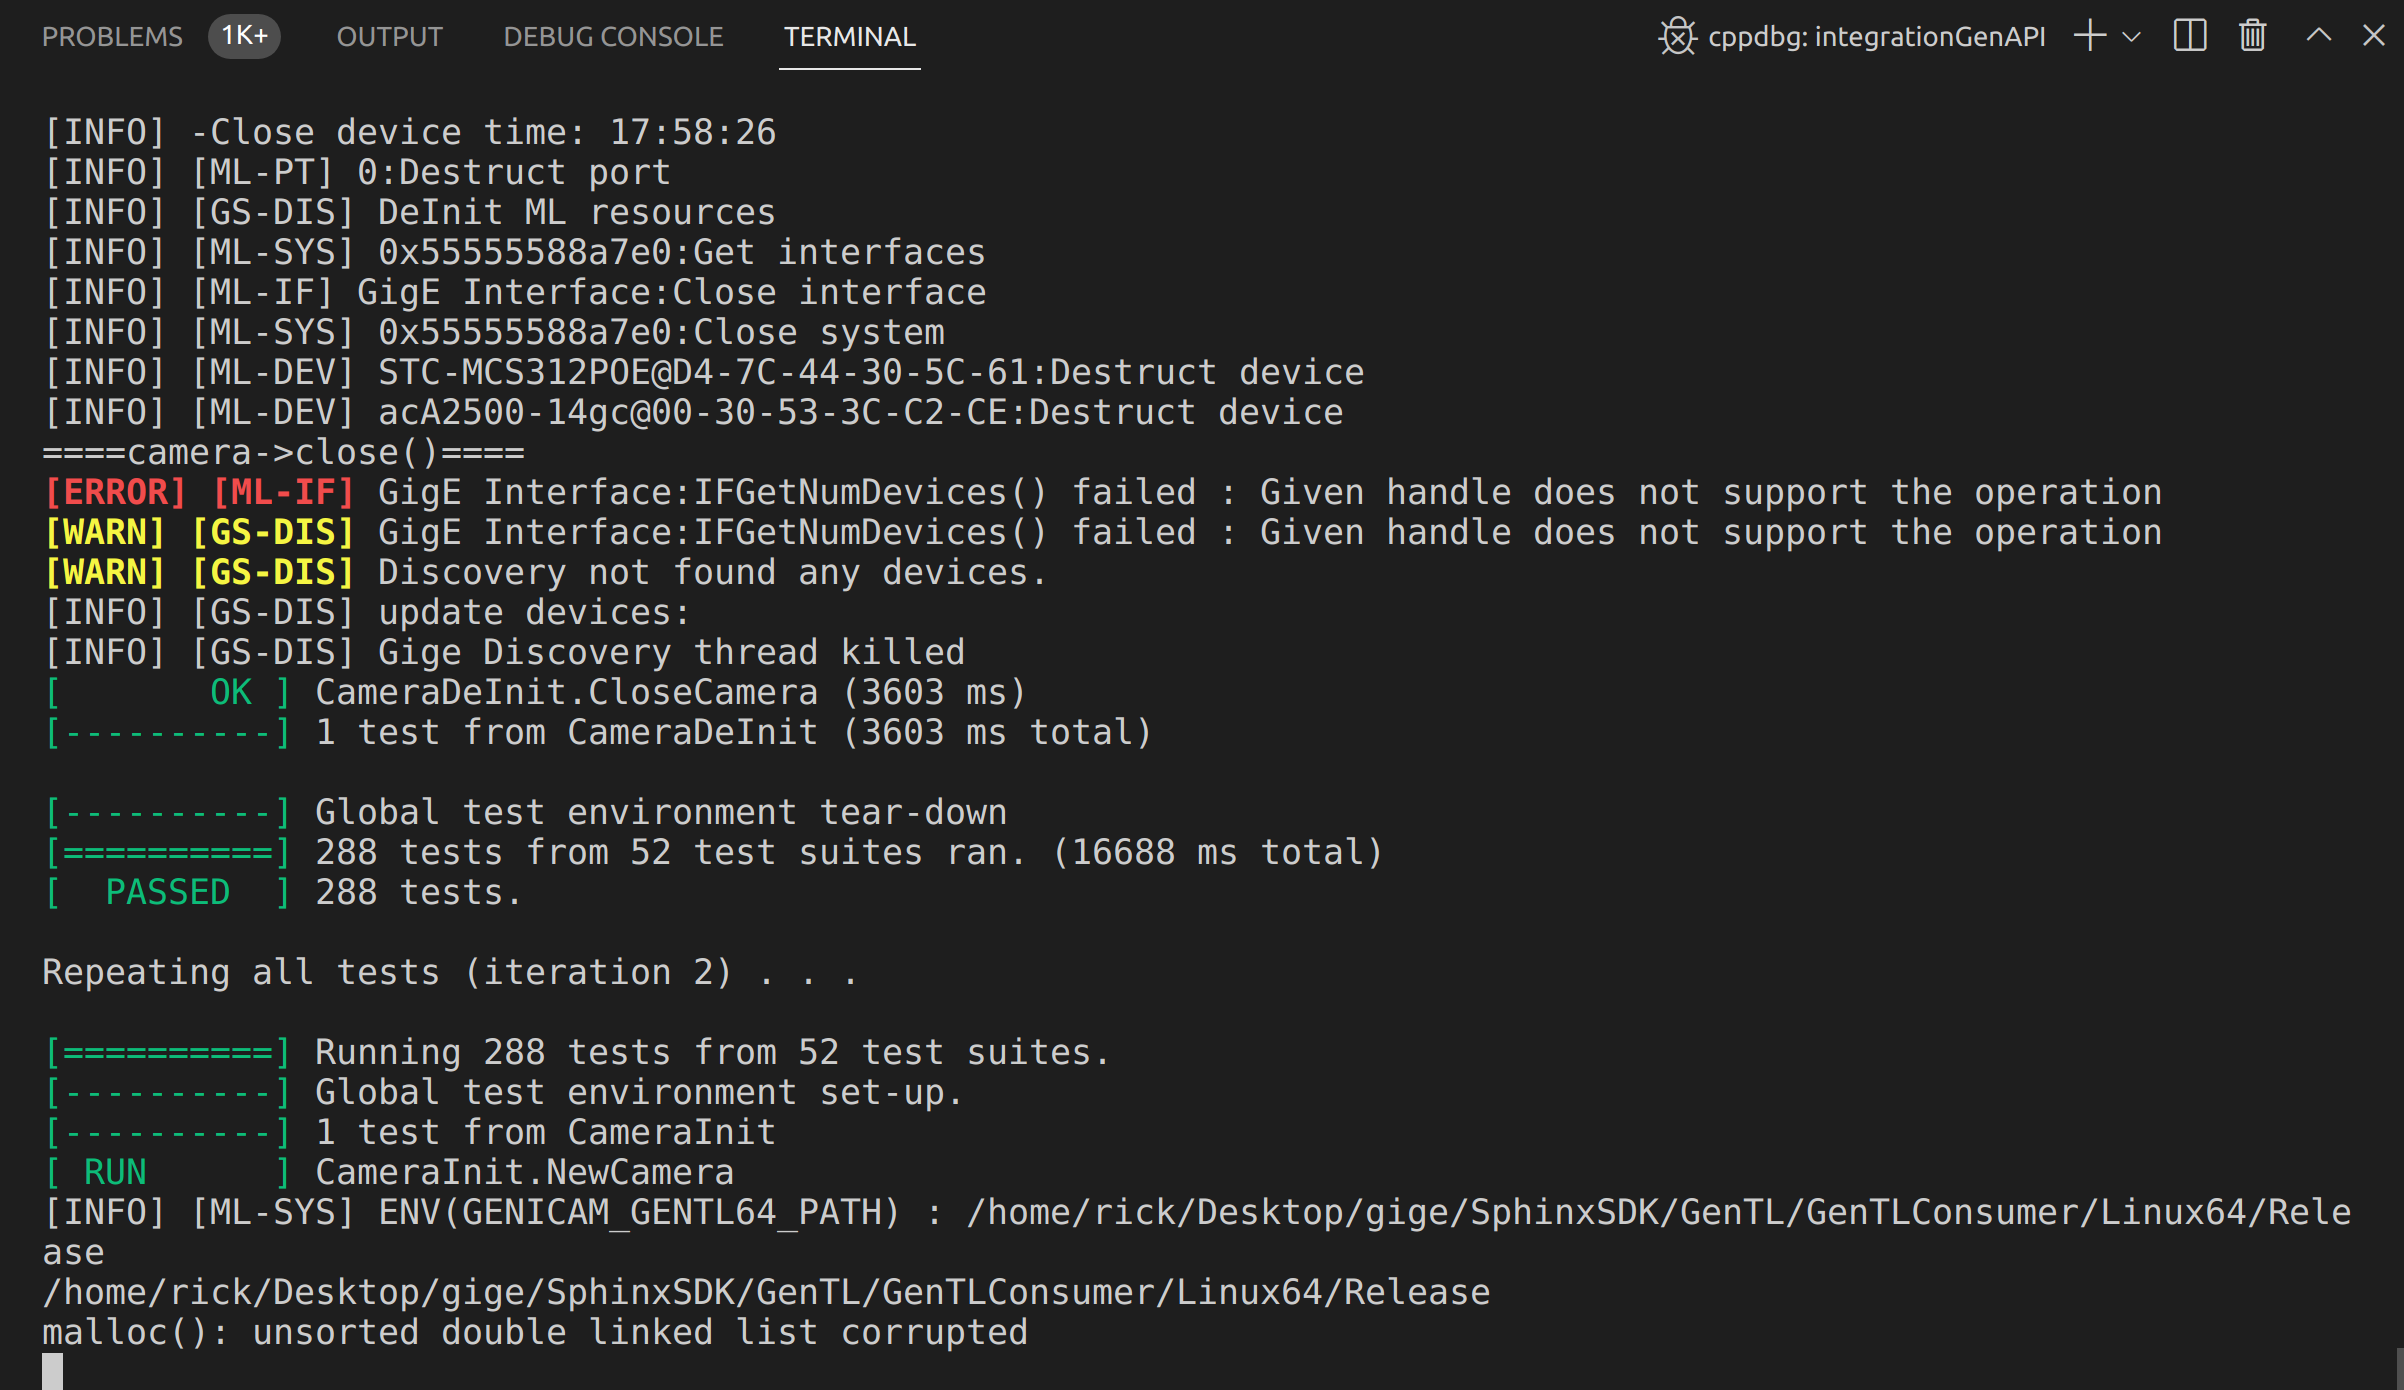 PROBLEMS 1K+ OUTPUT DEBUG CONSOLE TERMINAL cppdbg: integrationGenAPI
[INFO] -Close device time: 17:58:26
[INFO] [ML-PT] 0:Destruct port
[INFO] [GS-DIS] DeInit ML resources
[INFO] [ML-SYS] 0x55555588a7e0:Get interfaces
[INFO] [ML-IF] GigE Interface:Close interface
[INFO] [ML-SYS] 0x55555588a7e0:Close system
[INFO] [ML-DEV] STC-MCS312POE@D4-7C-44-30-5C-61:Destruct device
[INFO] [ML-DEV] acA2500-14gc@00-30-53-3C-C2-CE:Destruct device
====camera->close()====
[ERROR] [ML-IF] GigE Interface:IFGetNumDevices() failed : Given handle does not support the operation
[WARN] [GS-DIS] GigE Interface:IFGetNumDevices() failed : Given handle does not support the operation
[WARN] [GS-DIS] Discovery not found any devices.
[INFO] [GS-DIS] update devices:
[INFO] [GS-DIS] Gige Discovery thread killed
[       OK ] CameraDeInit.CloseCamera (3603 ms)
[----------] 1 test from CameraDeInit (3603 ms total)
[----------] Global test environment tear-down
[==========] 288 tests from 52 test suites ran. (16688 ms total)
[  PASSED  ] 288 tests.
Repeating all tests (iteration 2) . . .
[==========] Running 288 tests from 52 test suites.
[----------] Global test environment set-up.
[----------] 1 test from CameraInit
[ RUN      ] CameraInit.NewCamera
[INFO] [ML-SYS] ENV(GENICAM_GENTL64_PATH) : /home/rick/Desktop/gige/SphinxSDK/GenTL/GenTLConsumer/Linux64/Rele
ase
/home/rick/Desktop/gige/SphinxSDK/GenTL/GenTLConsumer/Linux64/Release
malloc(): unsorted double linked list corrupted